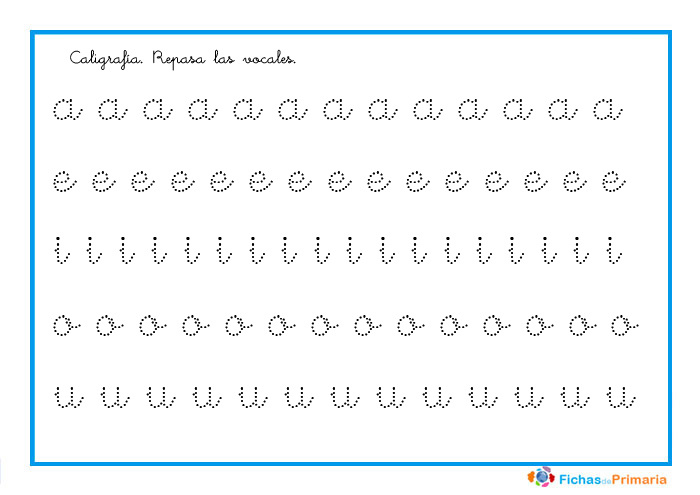 Caligrafía. Repasa las vocales.
a a a a a a a a a a a a a
e e e e e e e e e e e e e e e
i i i i i i i i i i i i i i i i i i
o o o o o o o o o o o o o o
u u u u u u u u u u u u u
FichasdePrimaria